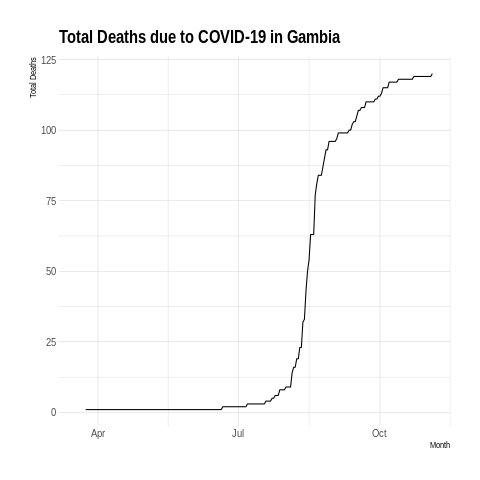 Total Deaths due to COVID-19 in Gambia
Total Deaths
125
100
75
50
25
0
Apr
Jul
Oct
Month